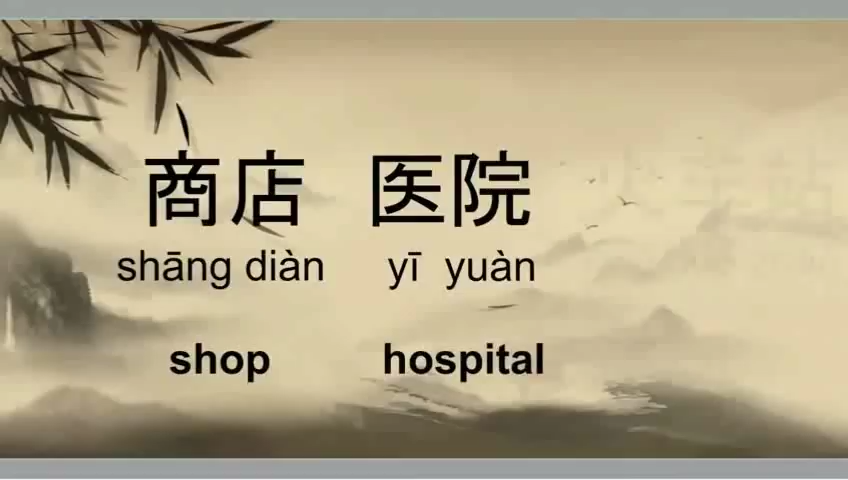 商店 医院
shāng diàn yī yuàn
shop hospital